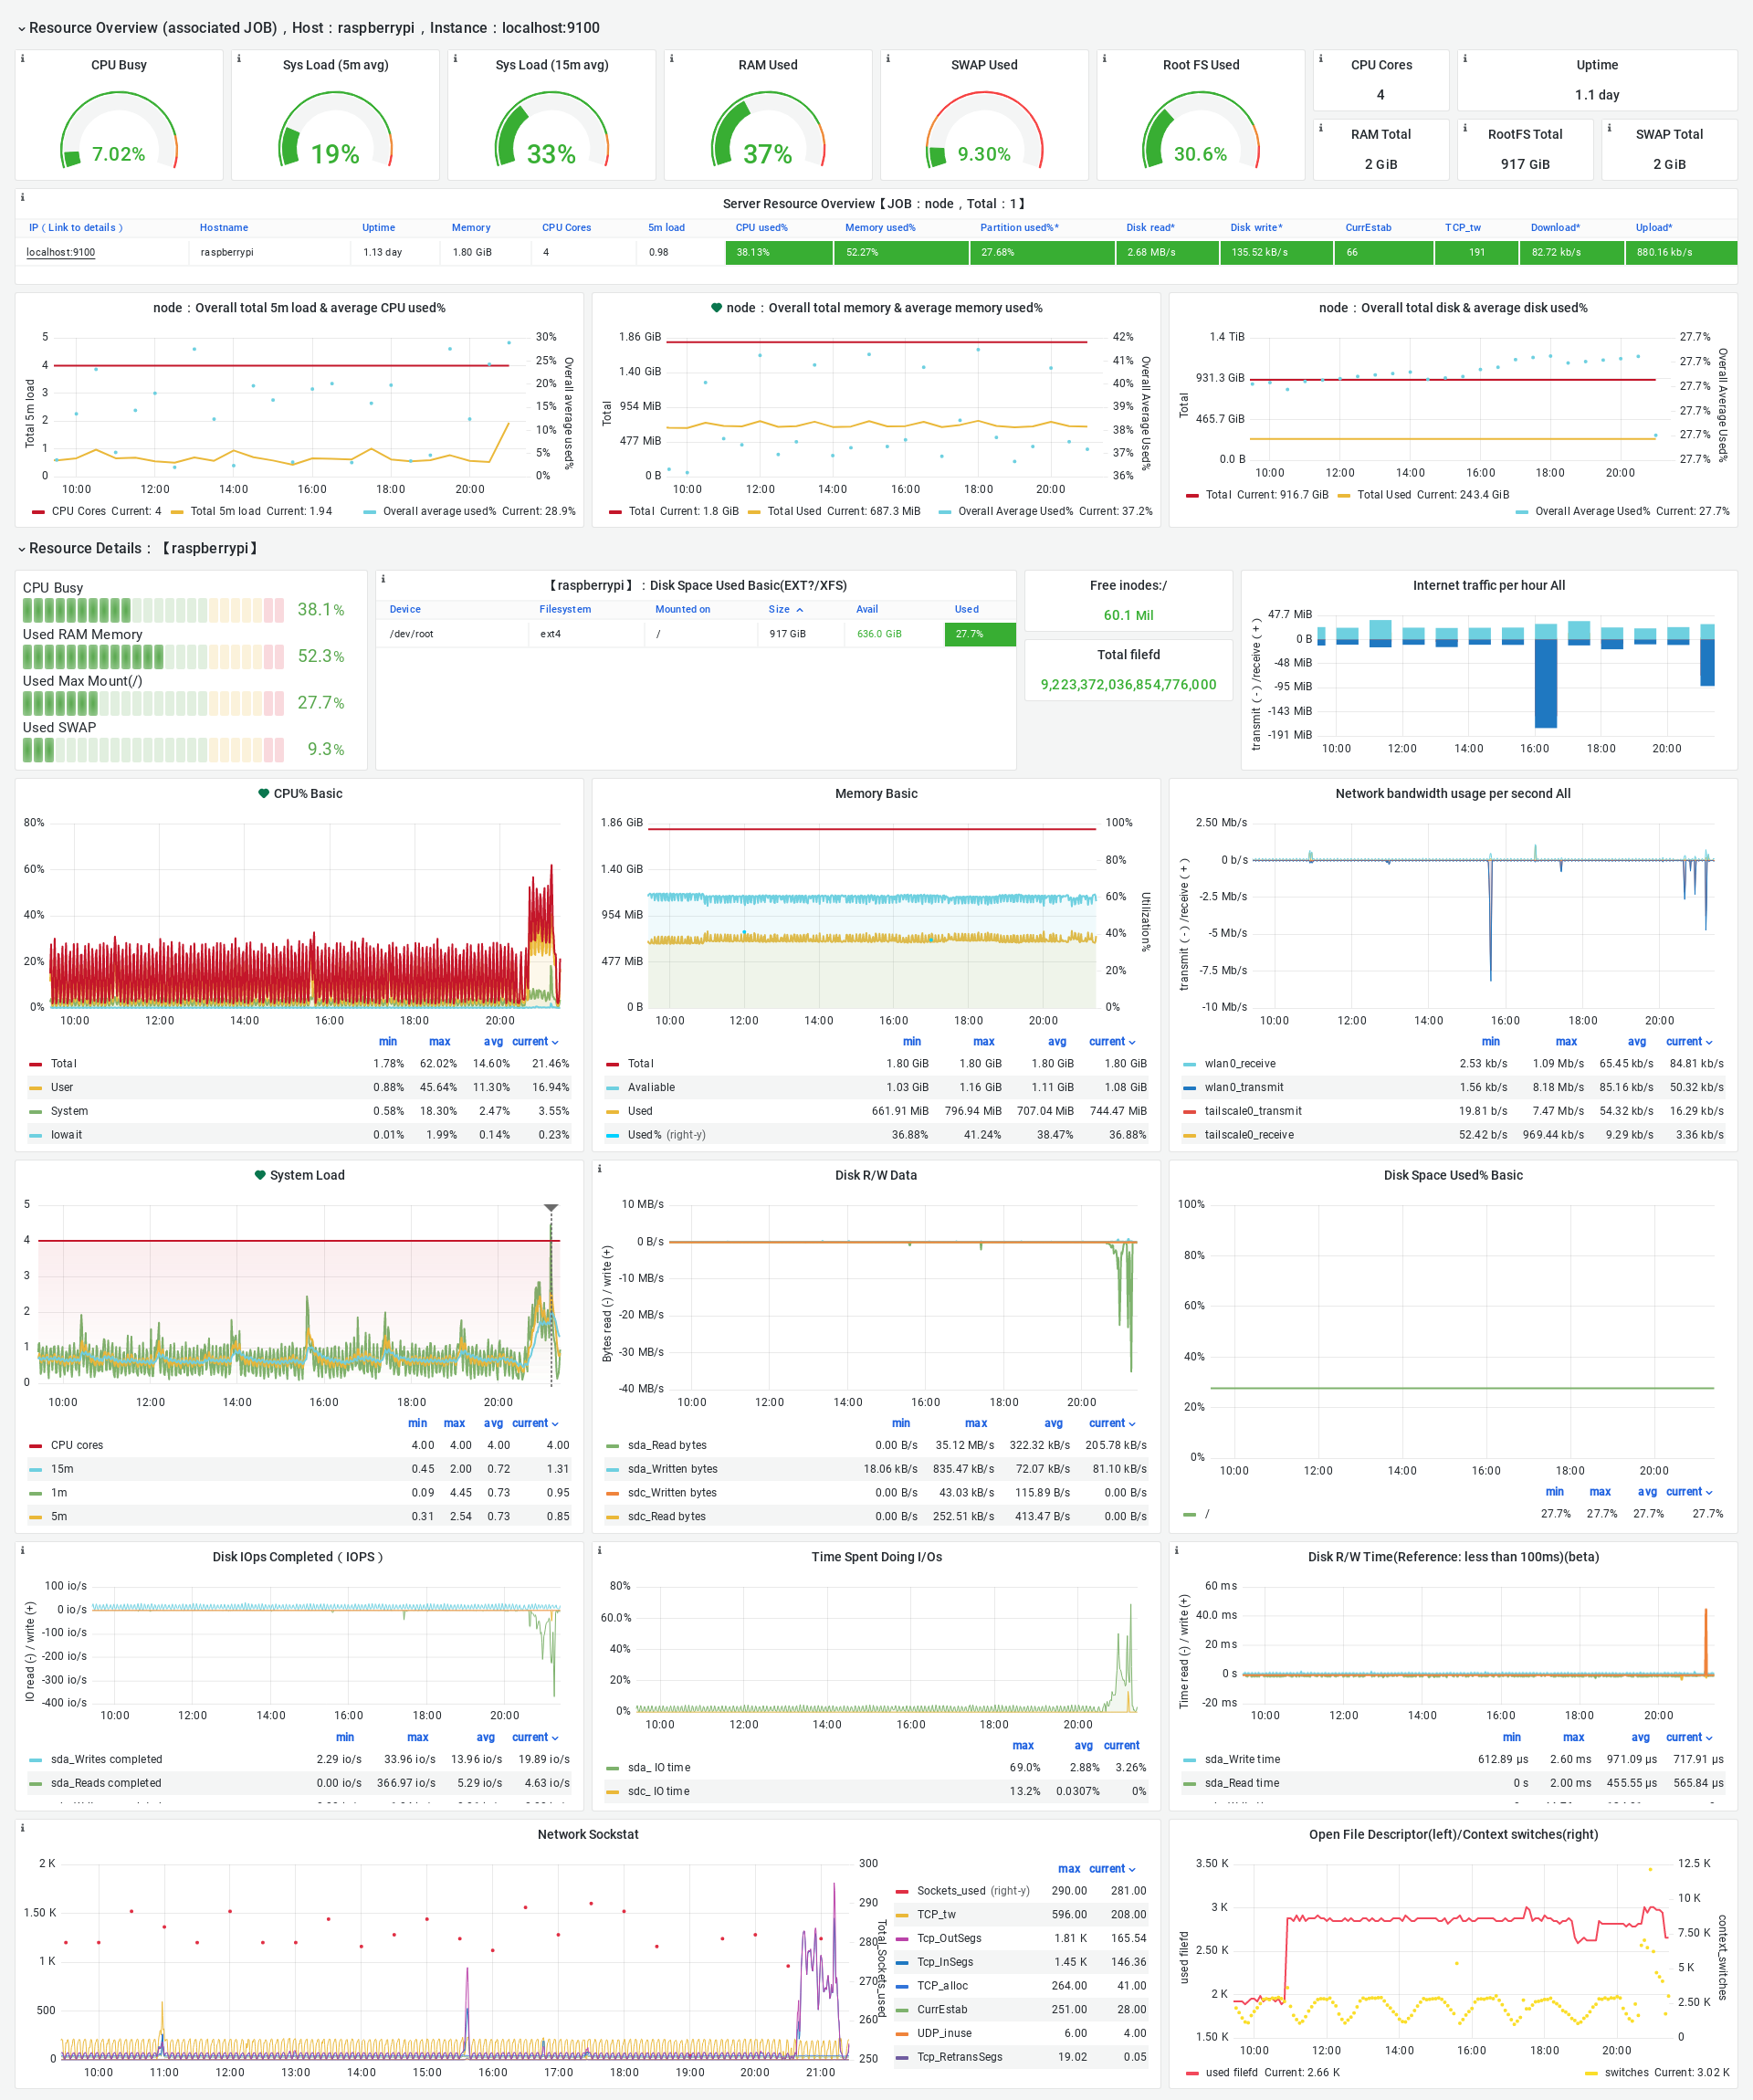 Resource Overview (associated JOB)，Host：raspberrypi，Instance：localhost:9100
CPU Busy
7.02%
Sys Load (5m avg)
19%
Sys Load (15m avg)
33%
RAM Used
37%
SWAP Used
9.30%
Root FS Used
30.6%
CPU Cores
4
Uptime
1.1 day
RAM Total
2 GiB
RootFS Total
917 GiB
SWAP Total
2 GiB
Server Resource Overview【JOB：node，Total：1】
IP（Link to details） Hostname Uptime Memory CPU Cores 5m load CPU used% Memory used% Partition used%* Disk read* Disk write* CurrEstab TCP_tw Download* Upload*
localhost:9100 raspberrypi 1.13 day 1.80 GiB 4 0.98 38.13% 52.27% 27.68% 2.68 MB/s 135.52 kB/s 66 191 82.72 kb/s 880.16 kb/s
node：Overall total 5m load & average CPU used%
Total 5m load
5
4
3
2
1
0
30%
25%
20%
15%
10%
5%
0%
Overall average used%
10:00 12:00 14:00 16:00 18:00 20:00
CPU Cores Current: 4 Total 5m load Current: 1.94 Overall average used% Current: 28.9%
node：Overall total memory & average memory used%
Total
1.86 GiB
1.40 GiB
954 MiB
477 MiB
0 B
42%
41%
40%
39%
38%
37%
36%
Overall Average Used%
10:00 12:00 14:00 16:00 18:00 20:00
Total Current: 1.8 GiB Total Used Current: 687.3 MiB Overall Average Used% Current: 37.2%
node：Overall total disk & average disk used%
Total
1.4 TiB
931.3 GiB
465.7 GiB
0.0 B
27.7%
27.7%
27.7%
27.7%
27.7%
27.7%
Overall Average Used%
10:00 12:00 14:00 16:00 18:00 20:00
Total Current: 916.7 GiB Total Used Current: 243.4 GiB
Overall Average Used% Current: 27.7%
Resource Details：【raspberrypi】
CPU Busy
38.1%
Used RAM Memory
52.3%
Used Max Mount(/)
27.7%
Used SWAP
9.3%
【raspberrypi】：Disk Space Used Basic(EXT?/XFS)
Device Filesystem Mounted on Size Avail Used
/dev/root ext4 / 917 GiB 636.0 GiB 27.7%
Free inodes:/
60.1 Mil
Total filefd
9,223,372,036,854,776,000
Internet traffic per hour All
transmit（-）/receive（+）
47.7 MiB
0 B
-48 MiB
-95 MiB
-143 MiB
-191 MiB
10:00 12:00 14:00 16:00 18:00 20:00
CPU% Basic
80%
60%
40%
20%
0%
10:00 12:00 14:00 16:00 18:00 20:00
min max avg current
Total 1.78% 62.02% 14.60% 21.46%
User 0.88% 45.64% 11.30% 16.94%
System 0.58% 18.30% 2.47% 3.55%
Iowait 0.01% 1.99% 0.14% 0.23%
Memory Basic
1.86 GiB
1.40 GiB
954 MiB
477 MiB
0 B
100%
80%
60%
40%
20%
0%
Utilization%
10:00 12:00 14:00 16:00 18:00 20:00
min max avg current
Total 1.80 GiB 1.80 GiB 1.80 GiB 1.80 GiB
Avaliable 1.03 GiB 1.16 GiB 1.11 GiB 1.08 GiB
Used 661.91 MiB 796.94 MiB 707.04 MiB 744.47 MiB
Used% (right-y) 36.88% 41.24% 38.47% 36.88%
Network bandwidth usage per second All
transmit（-）/receive（+）
2.50 Mb/s
0 b/s
-2.5 Mb/s
-5 Mb/s
-7.5 Mb/s
-10 Mb/s
10:00 12:00 14:00 16:00 18:00 20:00
min max avg current
wlan0_receive 2.53 kb/s 1.09 Mb/s 65.45 kb/s 84.81 kb/s
wlan0_transmit 1.56 kb/s 8.18 Mb/s 85.16 kb/s 50.32 kb/s
tailscale0_transmit 19.81 b/s 7.47 Mb/s 54.32 kb/s 16.29 kb/s
tailscale0_receive 52.42 b/s 969.44 kb/s 9.29 kb/s 3.36 kb/s
System Load
5
4
3
2
1
0
10:00 12:00 14:00 16:00 18:00 20:00
min max avg current
CPU cores 4.00 4.00 4.00 4.00
15m 0.45 2.00 0.72 1.31
1m 0.09 4.45 0.73 0.95
5m 0.31 2.54 0.73 0.85
Disk R/W Data
Bytes read (-) / write (+)
10 MB/s
0 B/s
-10 MB/s
-20 MB/s
-30 MB/s
-40 MB/s
10:00 12:00 14:00 16:00 18:00 20:00
min max avg current
sda_Read bytes 0.00 B/s 35.12 MB/s 322.32 kB/s 205.78 kB/s
sda_Written bytes 18.06 kB/s 835.47 kB/s 72.07 kB/s 81.10 kB/s
sdc_Written bytes 0.00 B/s 43.03 kB/s 115.89 B/s 0.00 B/s
sdc_Read bytes 0.00 B/s 252.51 kB/s 413.47 B/s 0.00 B/s
Disk Space Used% Basic
100%
80%
60%
40%
20%
0%
10:00 12:00 14:00 16:00 18:00 20:00
min max avg current
/ 27.7% 27.7% 27.7% 27.7%
Disk IOps Completed（IOPS）
IO read (-) / write (+)
100 io/s
0 io/s
-100 io/s
-200 io/s
-300 io/s
-400 io/s
10:00 12:00 14:00 16:00 18:00 20:00
min max avg current
sda_Writes completed 2.29 io/s 33.96 io/s 13.96 io/s 19.89 io/s
sda_Reads completed 0.00 io/s 366.97 io/s 5.29 io/s 4.63 io/s
Time Spent Doing I/Os
80%
60.0%
40%
20%
0%
10:00 12:00 14:00 16:00 18:00 20:00
max avg current
sda_ IO time 69.0% 2.88% 3.26%
sdc_ IO time 13.2% 0.0307% 0%
Disk R/W Time(Reference: less than 100ms)(beta)
Time read (-) / write (+)
60 ms
40.0 ms
20 ms
0 s
-20 ms
10:00 12:00 14:00 16:00 18:00 20:00
min max avg current
sda_Write time 612.89 µs 2.60 ms 971.09 µs 717.91 µs
sda_Read time 0 s 2.00 ms 455.55 µs 565.84 µs
Network Sockstat
2 K
1.50 K
1 K
500
0
300
290
280
270
260
250
Total_Sockets_used
10:00 11:00 12:00 13:00 14:00 15:00 16:00 17:00 18:00 19:00 20:00 21:00
max current
Sockets_used (right-y) 290.00 281.00
TCP_tw 596.00 208.00
Tcp_OutSegs 1.81 K 165.54
Tcp_InSegs 1.45 K 146.36
TCP_alloc 264.00 41.00
CurrEstab 251.00 28.00
UDP_inuse 6.00 4.00
Tcp_RetransSegs 19.02 0.05
Open File Descriptor(left)/Context switches(right)
used filefd
3.50 K
3 K
2.50 K
2 K
1.50 K
12.5 K
10 K
7.50 K
5 K
2.50 K
0
context_switches
10:00 12:00 14:00 16:00 18:00 20:00
used filefd Current: 2.66 K switches Current: 3.02 K